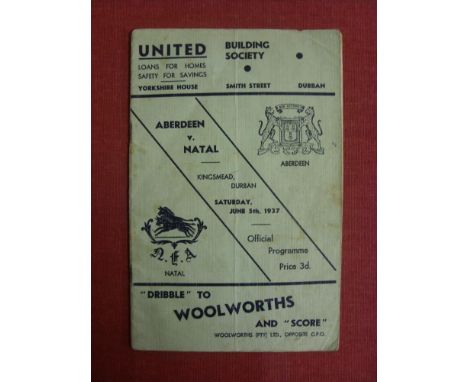 UNITED BUILDING SOCIETY
LOANS FOR HOMES
SAFETY FOR SAVINGS
YORKSHIRE HOUSE SMITH STREET DURBAN
ABERDEEN
v.
NATAL
ABERDEEN
KINGSMEAD,
DURBAN
SATURDAY,
JUNE 5th, 1937
Official
Programme
Price 3d.
N.F.A
NATAL
"DRIBBLE" TO
WOOLWORTHS
AND "SCORE"
WOOLWORTHS (PTY) LTD., OPPOSITE G.P.O.